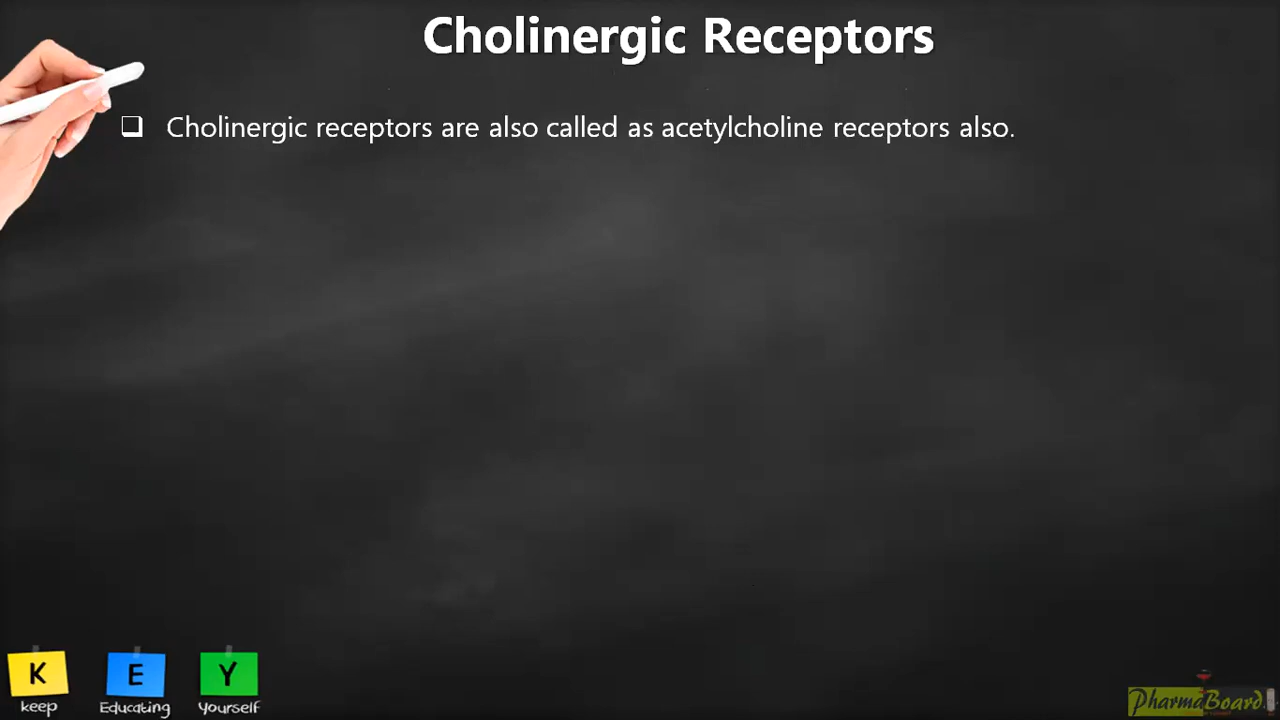 Cholinergic Receptors
Cholinergic receptors are also called as acetylcholine receptors also.
K E Y
keep Educating Yourself
PharmaBoard